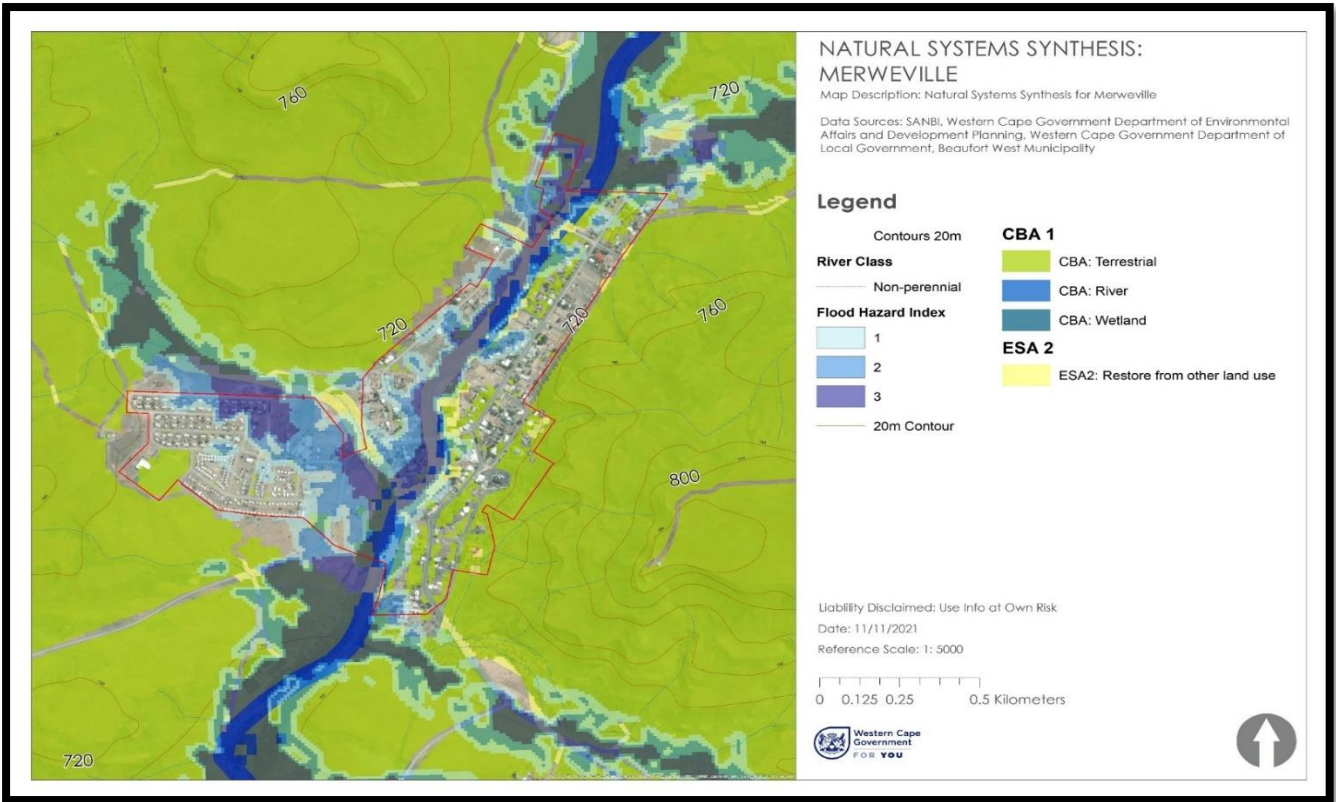 760
720
720
760
720
800
720
NATURAL SYSTEMS SYNTHESIS:
MERWEVILLE
Map Description: Natural Systems Synthesis for Merweville
Data Sources: SANBI, Western Cape Government Department of Environmental
Affairs and Development Planning, Western Cape Government Department of
Local Government, Beaufort West Municipality
Legend
Contours 20m
River Class
Non-perennial
Flood Hazard Index
1
2
3
20m Contour
CBA 1
CBA: Terrestrial
CBA: River
CBA: Wetland
ESA 2
ESA2: Restore from other land use
Liablility Disclaimed: Use Info at Own Risk
Date: 11/11/2021
Reference Scale: 1: 5000
0 0.125 0.25 0.5 Kilometers
Western Cape
Government
FOR YOU